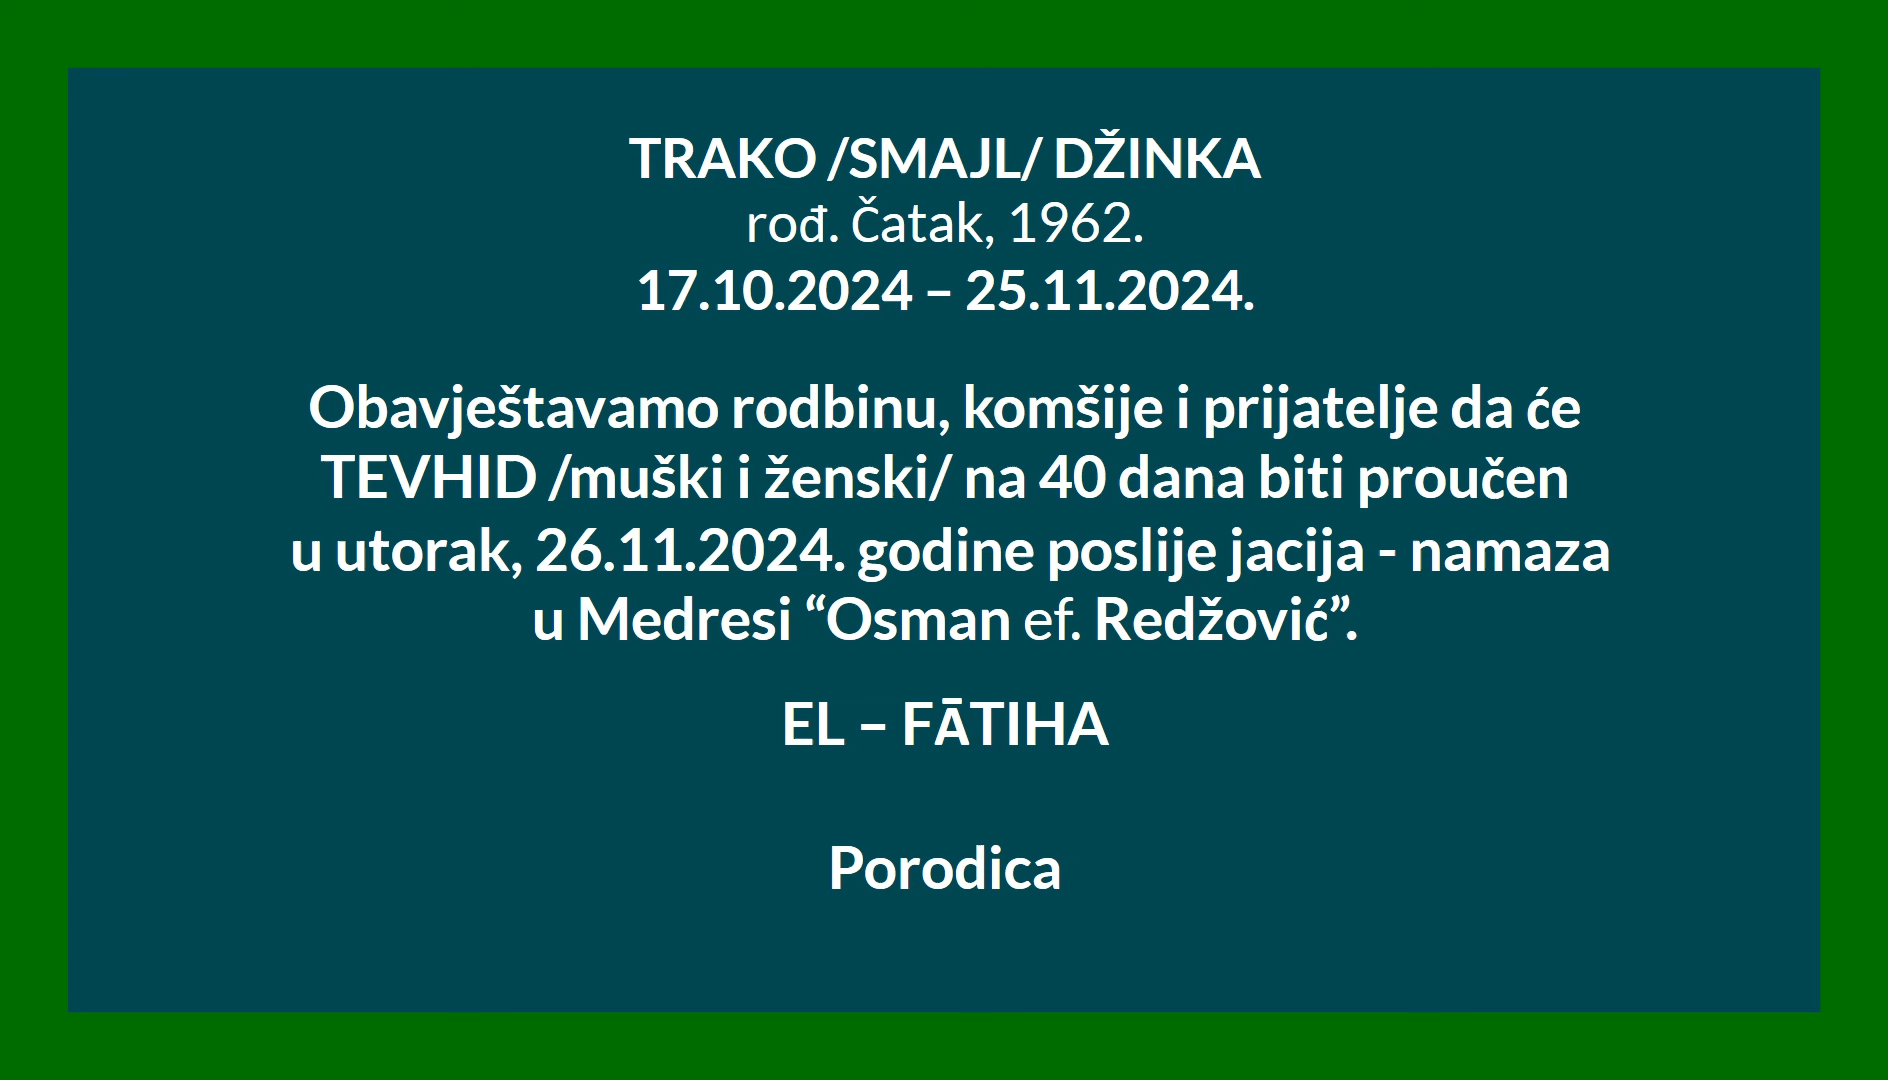 TRAKO /SMAJL/ DŽINKA
rođ. Čatak, 1962.
17.10.2024 – 25.11.2024.
Obavještavamo rodbinu, komšije i prijatelje da će
TEVHID /muški i ženski/ na 40 dana biti proučen
u utorak, 26.11.2024. godine poslije jacija - namaza
u Medresi “Osman ef. Redžović”.
EL – FĀTIHA
Porodica